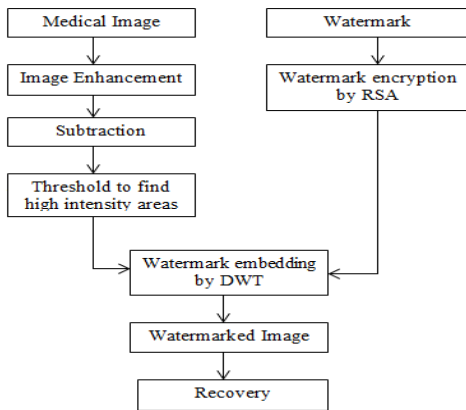 Medical Image
Watermark
Image Enhancement
Watermark encryption
by RSA
Subtraction
Threshold to find
high intensity areas
Watermark embedding
by DWT
Watermarked Image
Recovery